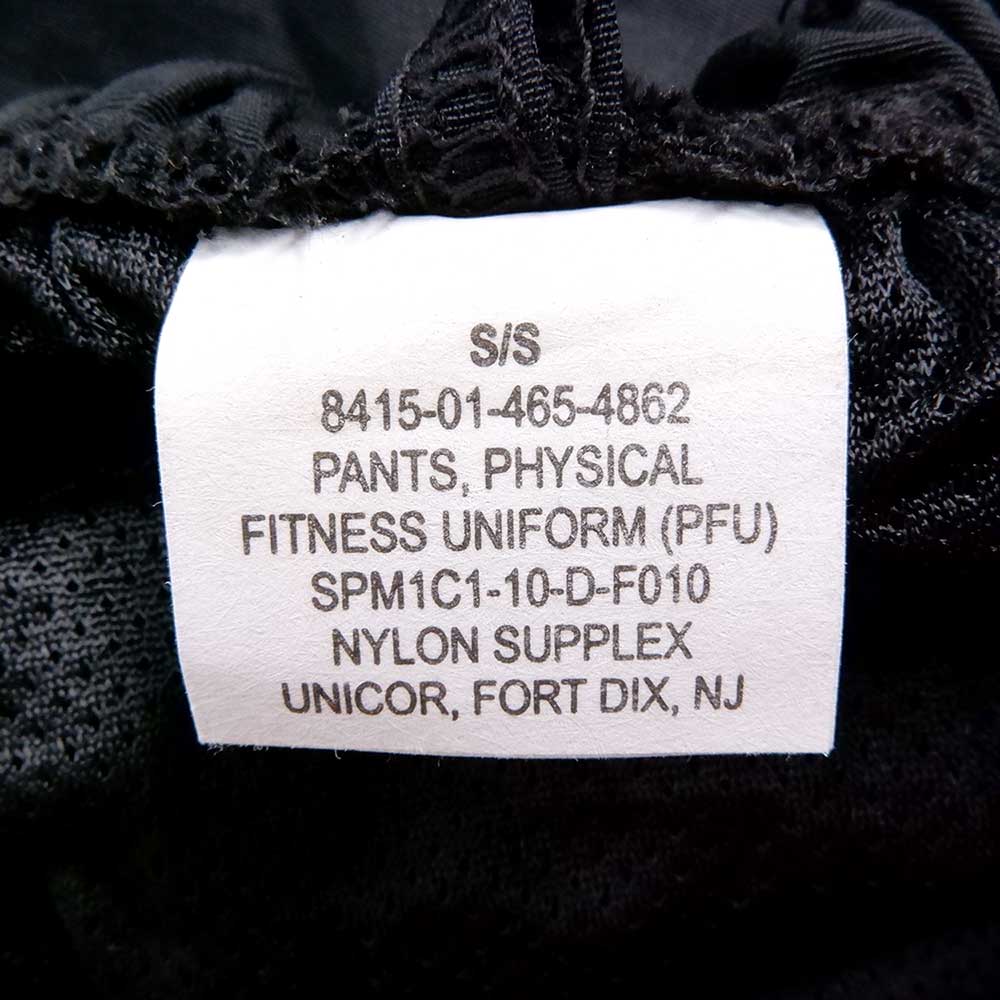 S/S
8415-01-465-4862
PANTS, PHYSICAL
FITNESS UNIFORM (PFU)
SPM1C1-10-D-F010
NYLON SUPPLEX
UNICOR, FORT DIX, NJ